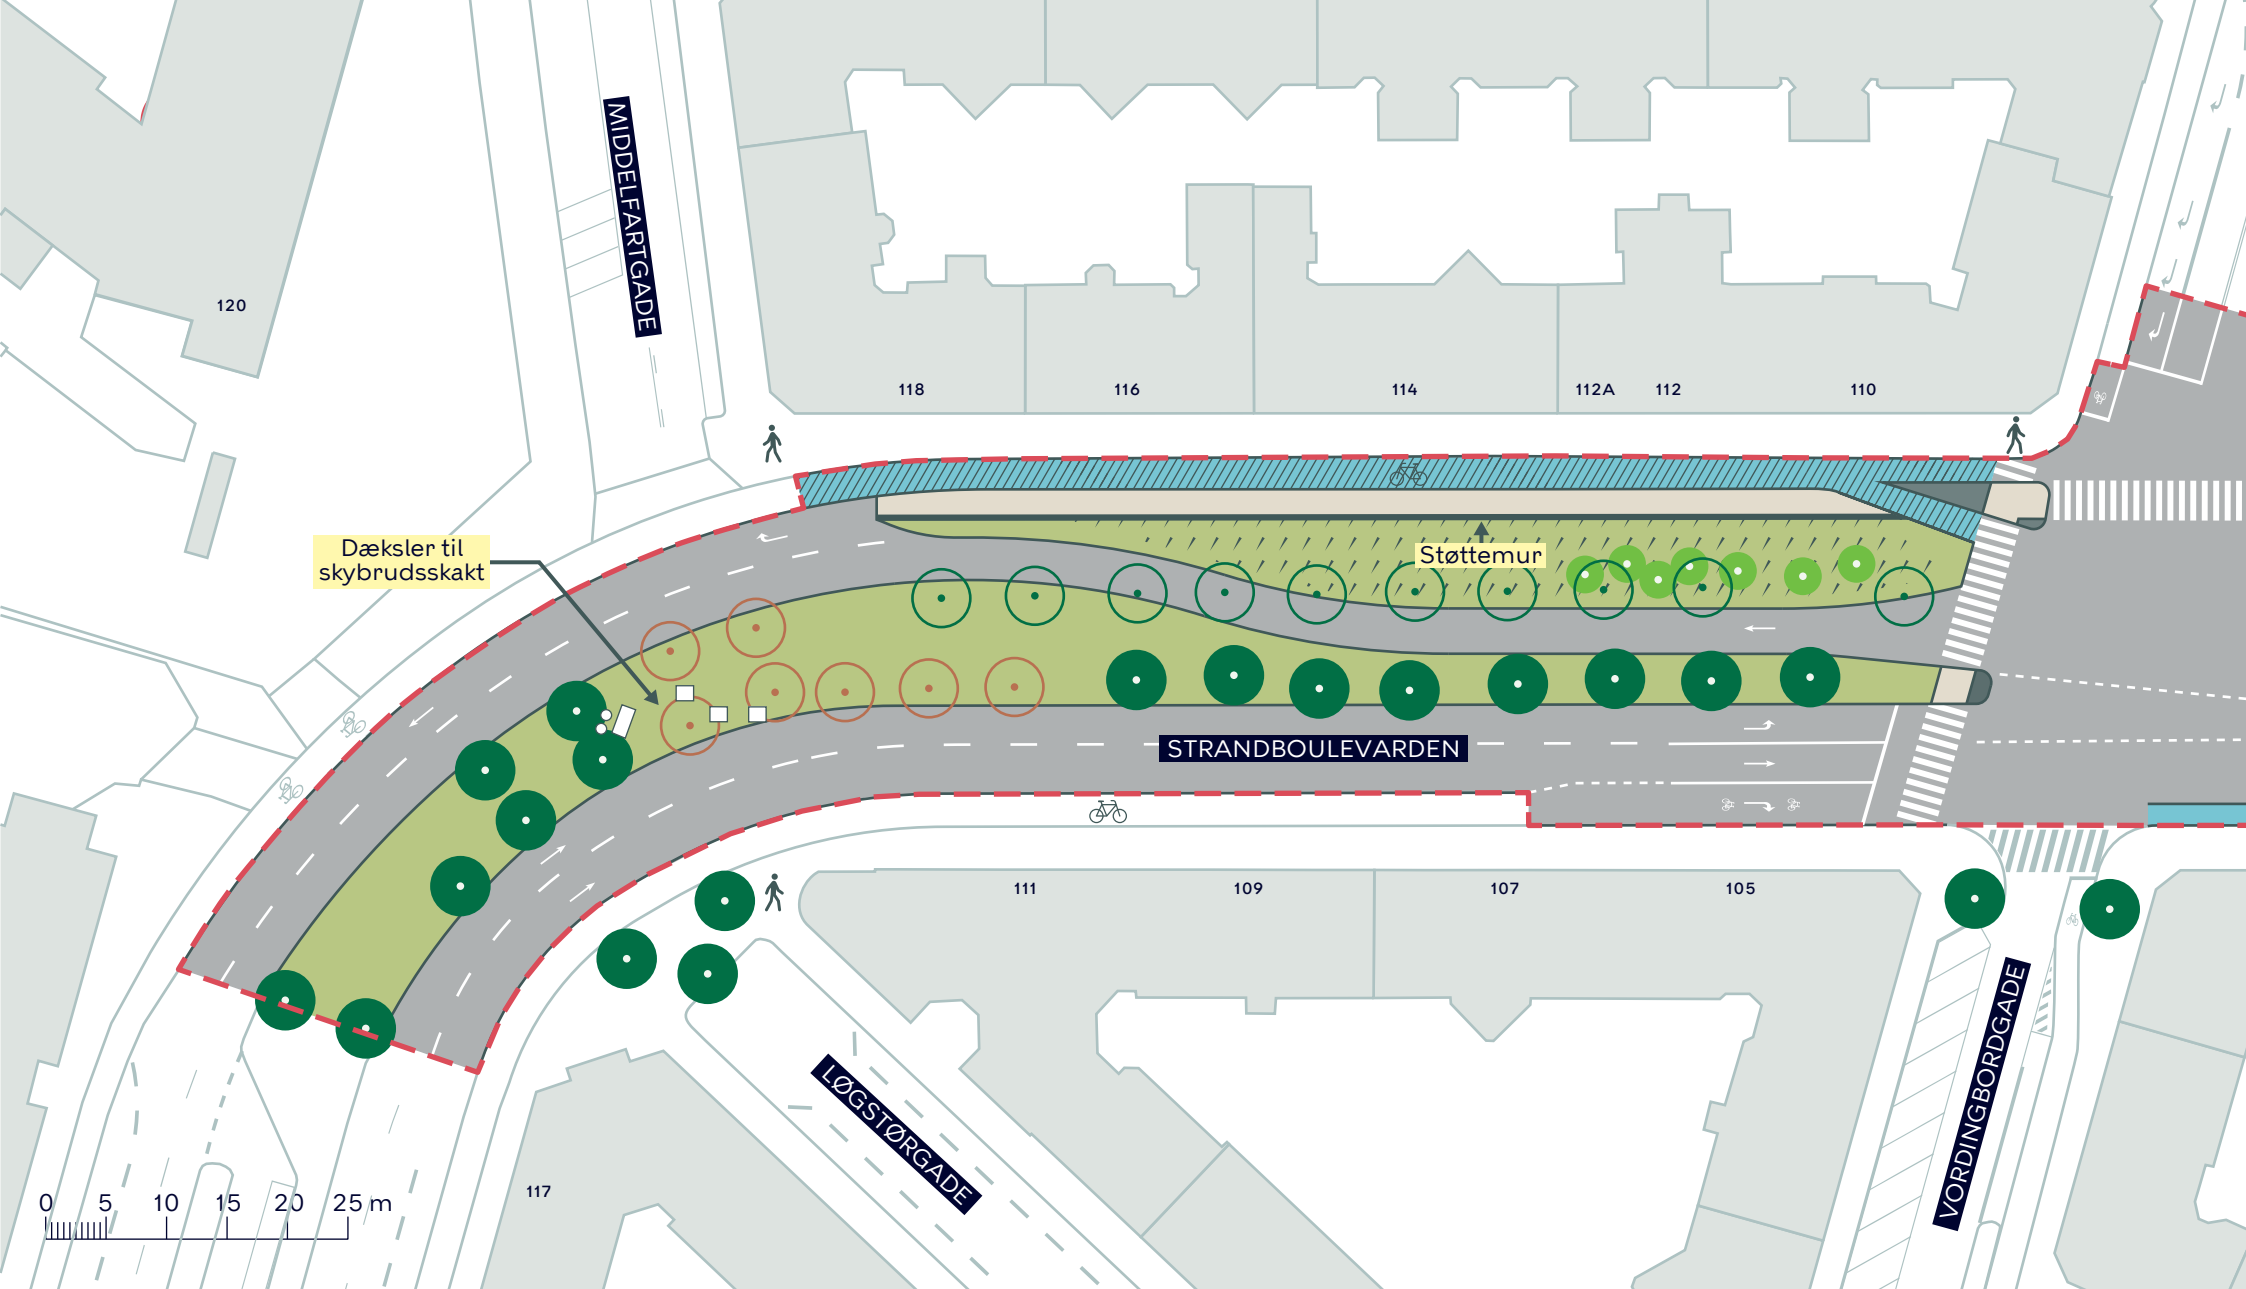 MIDDELFARTGADE
120
118
116
114
112A
112
110
Dæksler til
skybrudsskakt
Støttemur
STRANDBOULEVARDEN
111
109
107
105
LØGSTØRGADE
VORDINGBORDGADE
117
0 5 10 15 20 25 m